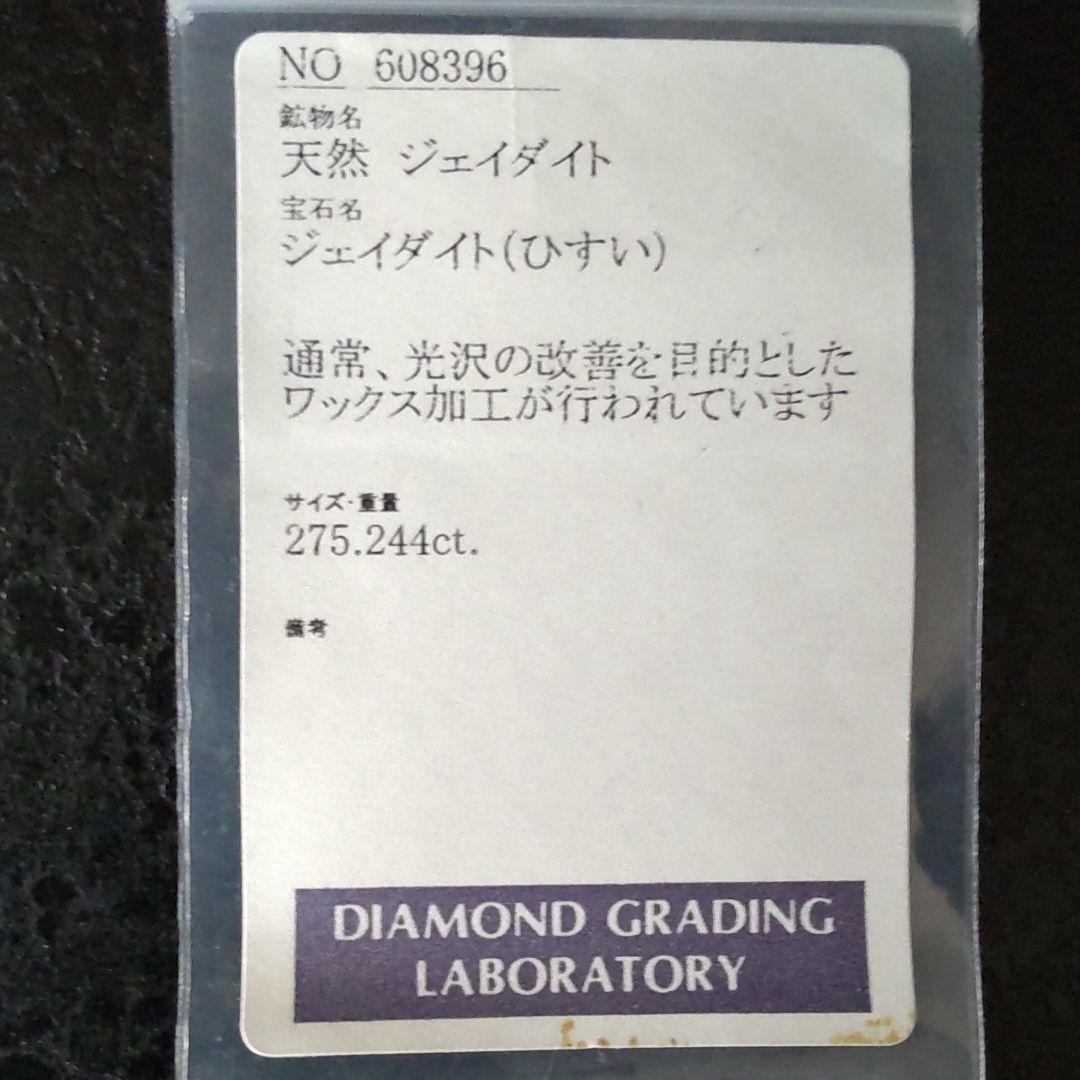 NO 608396
鉱物名
天然 ジェイダイト
宝石名
ジェイダイト(ひすい)
通常、光沢の改善を目的とした
ワックス加工が行われています
サイズ・重量
275.244ct.
備考
DIAMOND GRADING
LABORATORY